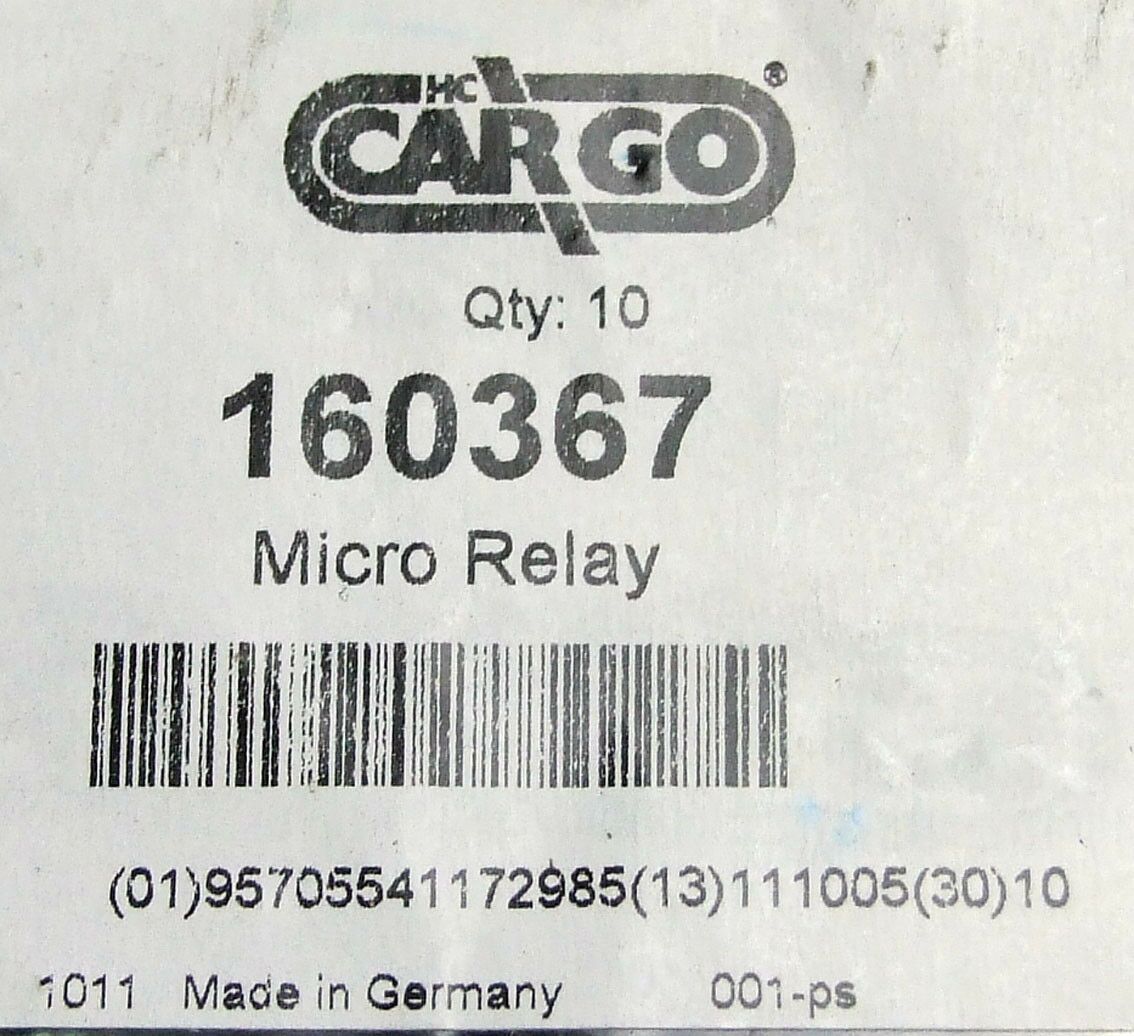 HC
CARGO®
Qty: 10
160367
Micro Relay
(01)95705541172985(13)111005(30)10
1011 Made in Germany 001-ps